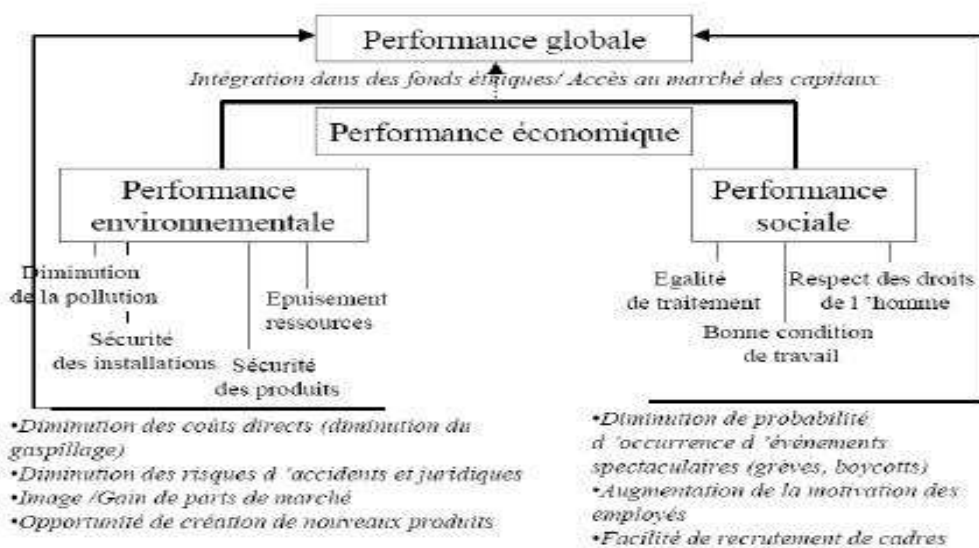 Performance globale
Intégration dans des fonds éthiques/ Accès au marché des capitaux
Performance économique
Performance
environnementale
Performance
sociale
Diminution
de la pollution
Sécurité
des installations
Epuisement
ressources
Sécurité
des produits
Egalité
de traitement
Respect des droits
de l 'homme
Bonne condition
de travail
•Diminution des coûts directs (diminution du
gaspillage)
•Diminution des risques d 'accidents et juridiques
•Image /Gain de parts de marché
•Opportunité de création de nouveaux produits
•Diminution de probabilité
d 'occurrence d 'événements
spectaculaires (grèves, boycotts)
•Augmentation de la motivation des
employés
•Facilité de recrutement de cadres